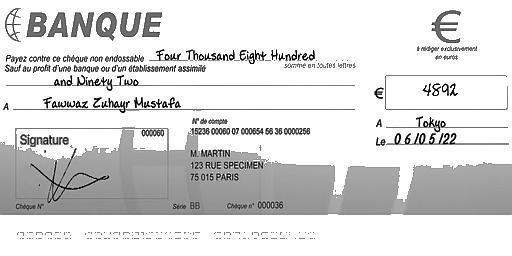 BANQUE
€
à rédiger exclusivement
en euros
Payez contre ce chèque non endossable Four Thousand Eight Hundred
Sauf au profit d'une banque ou d'un établissement assimilé
somme en toutes lettres
and Ninety Two
€ 4892
A Fawwaz Zuhayr Mustafa
A Tokyo
Le 06/05/22
N° de compte
000060 15236 00060 07 000654 56 36 0000256
Signature
M. MARTIN
123 RUE SPECIMEN
75 015 PARIS
Chèque N° Série BB Chèque n° 000036